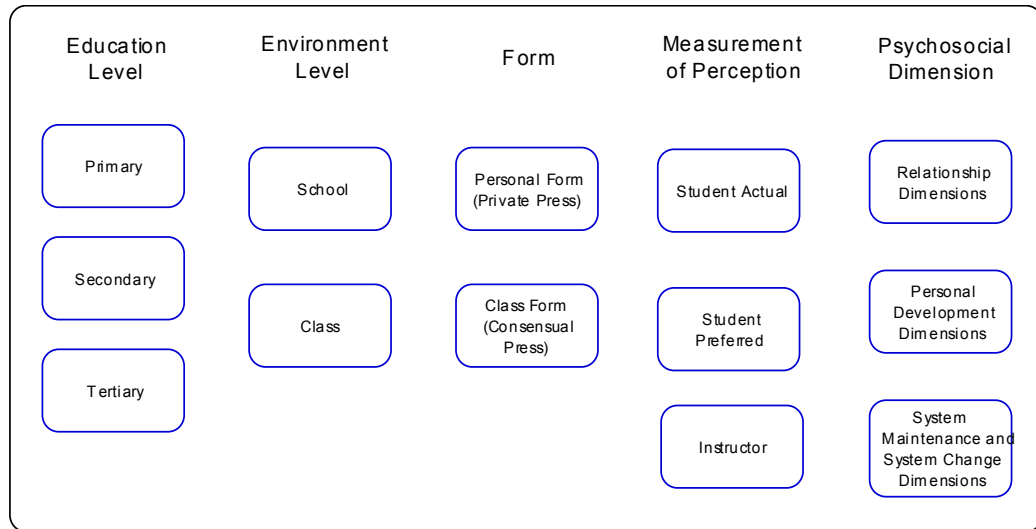 Education
Level
Environment
Level
Form
Measurement
of Perception
Psychosocial
Dimension
Primary
Secondary
Tertiary
School
Class
Personal Form
(Private Press)
Class Form
(Consensual
Press)
Student Actual
Student
Preferred
Instructor
Relationship
Dimensions
Personal
Development
Dimensions
System
Maintenance and
System Change
Dimensions